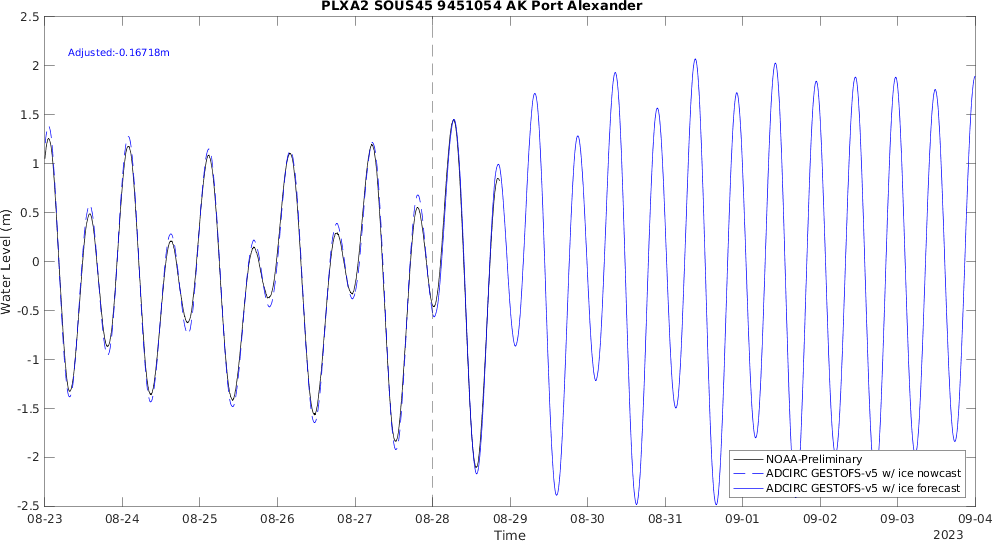 PLXA2 SOUS45 9451054 AK Port Alexander
Adjusted:-0.16718m
Water Level (m)
2.5
2
1.5
1
0.5
0
-0.5
-1
-1.5
-2
-2.5
NOAA-Preliminary
ADCIRC GESTOFS-v5 w/ ice nowcast
ADCIRC GESTOFS-v5 w/ ice forecast
08-23 08-24 08-25 08-26 08-27 08-28 08-29 08-30 08-31 09-01 09-02 09-03 09-04
Time
2023